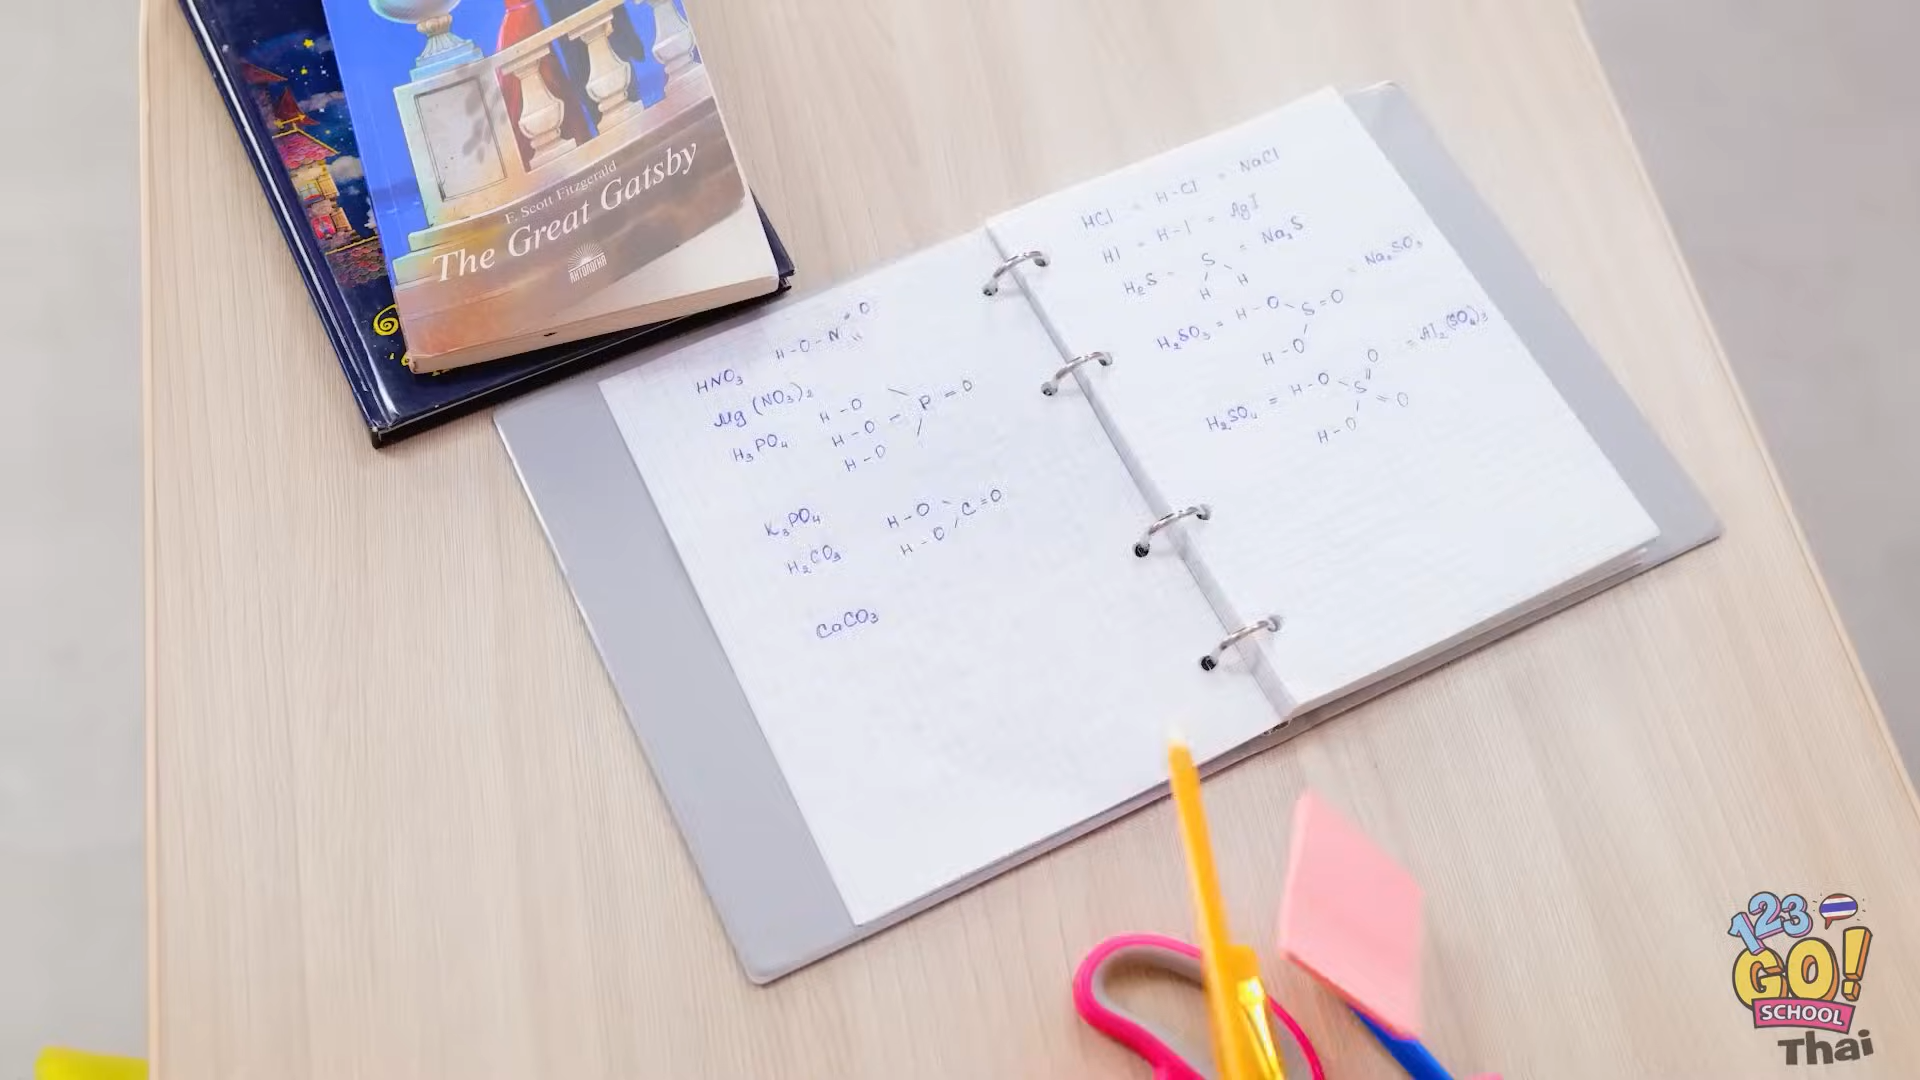 F. Scott Fitzgerald
The Great Gatsby
АНТОЛОГИЯ
H-O-N=O
HNO₃
Mg(NO₃)₂
H-O
H₃PO₄ H-O-P=O
H-O
K₃PO₄ H-O
C=O
H₂CO₃ H-O
CaCO₃
HCl = H-Cl = NaCl
HI = H-I = AgI
H₂S = S = Na₂S
H H
H₂SO₃ = H-O S=O = Na₂SO₃
H-O
H₂SO₄ = H-O S O = Al₂(SO₄)₃
=O
H-O
123 GO!
SCHOOL
Thai